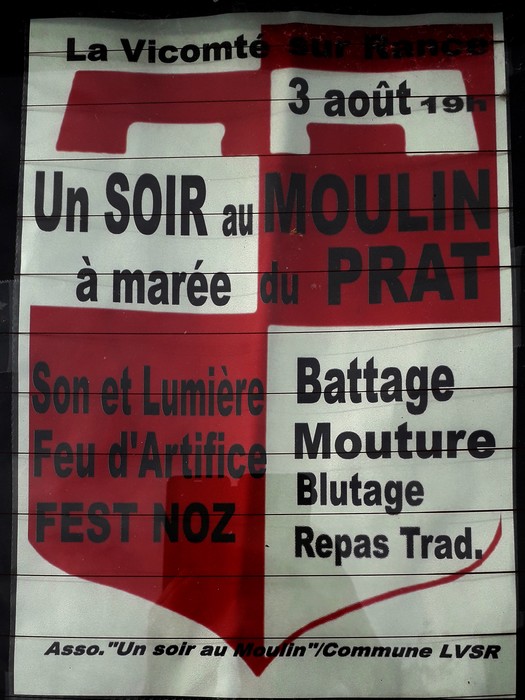 La Vicomté sur Rance
3 août 19h
Un SOIR au MOULIN
à marée du PRAT
Son et Lumière
Feu d'Artifice
FEST NOZ
Battage
Mouture
Blutage
Repas Trad.
Asso."Un soir au Moulin"/Commune LVSR